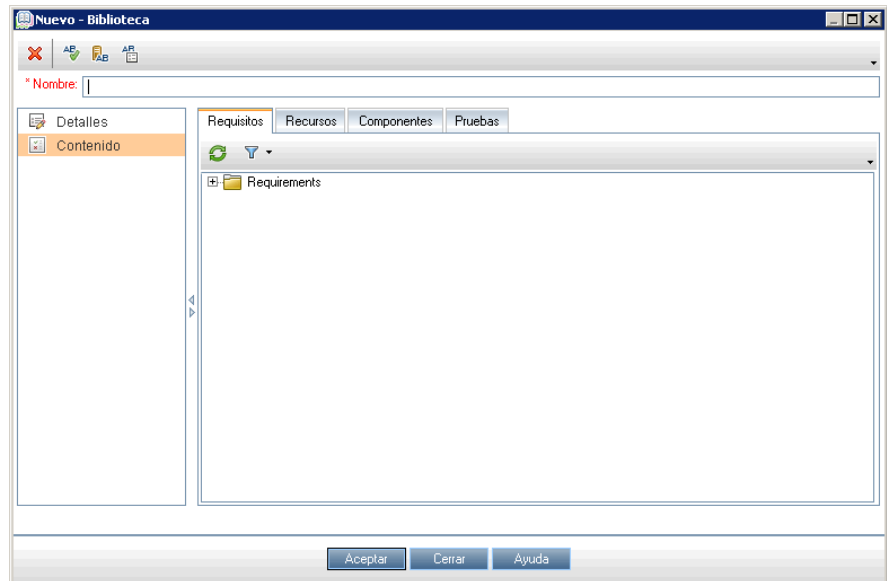 Nuevo - Biblioteca
* Nombre:
Detalles
Contenido
Requisitos Recursos Componentes Pruebas
Requirements
Aceptar Cerrar Ayuda